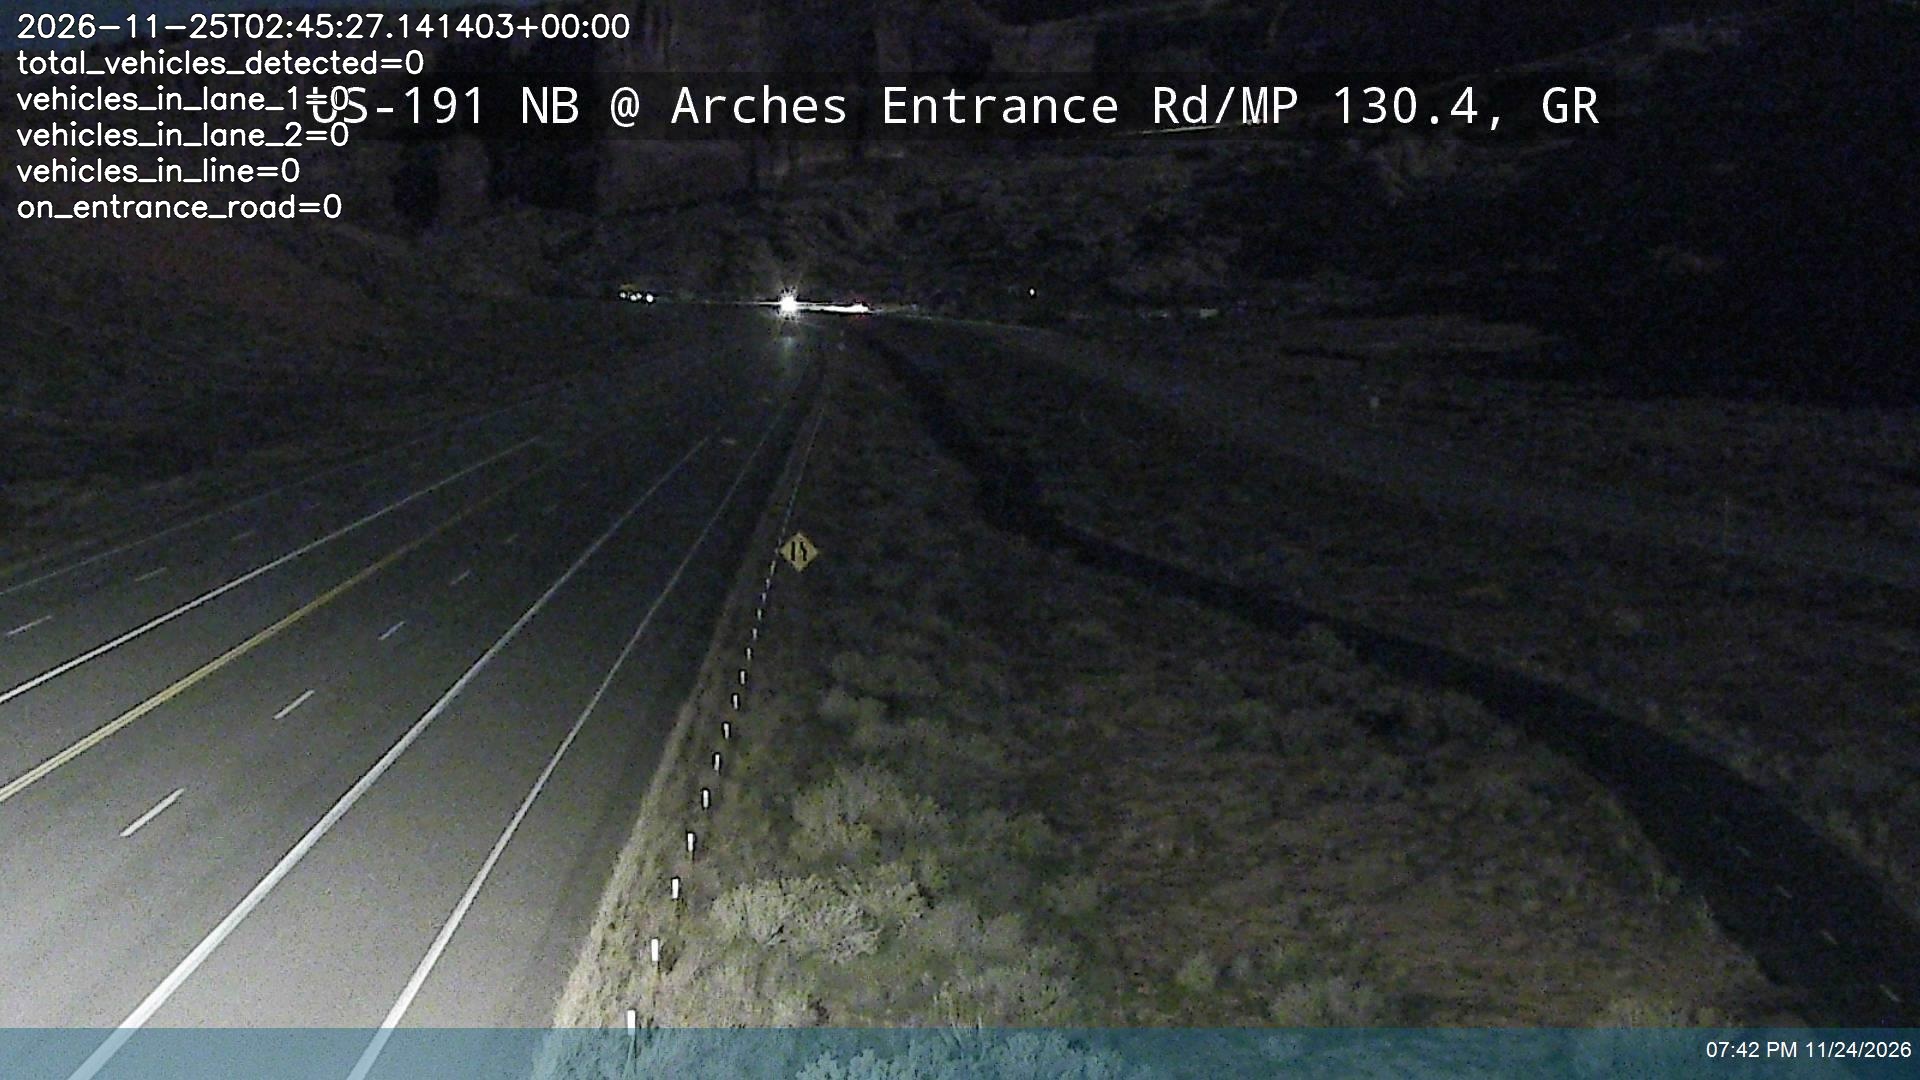 2026-11-25T02:45:27.141403+00:00
total_vehicles_detected=0
vehicles_in_lane_1=0
US-191 NB @ Arches Entrance Rd/MP 130.4, GR
vehicles_in_lane_2=0
vehicles_in_line=0
on_entrance_road=0
07:42 PM 11/24/2026